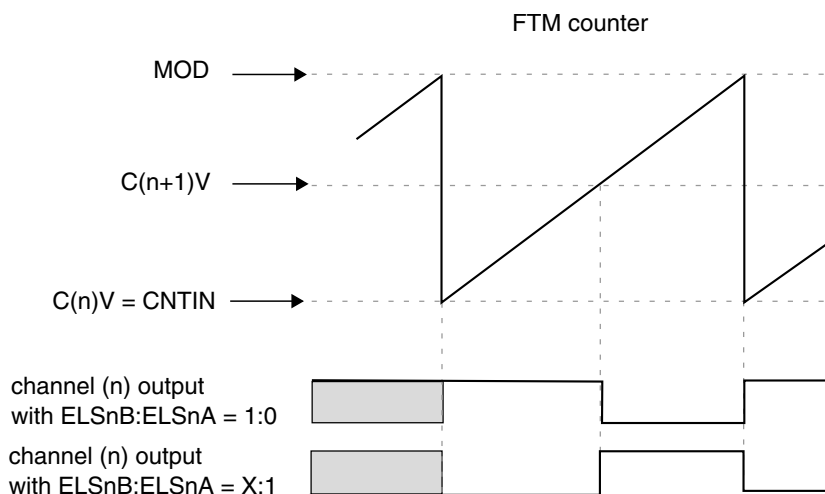 FTM counter
MOD
C(n+1)V
C(n)V = CNTIN
channel (n) output
with ELSnB:ELSnA = 1:0
channel (n) output
with ELSnB:ELSnA = X:1